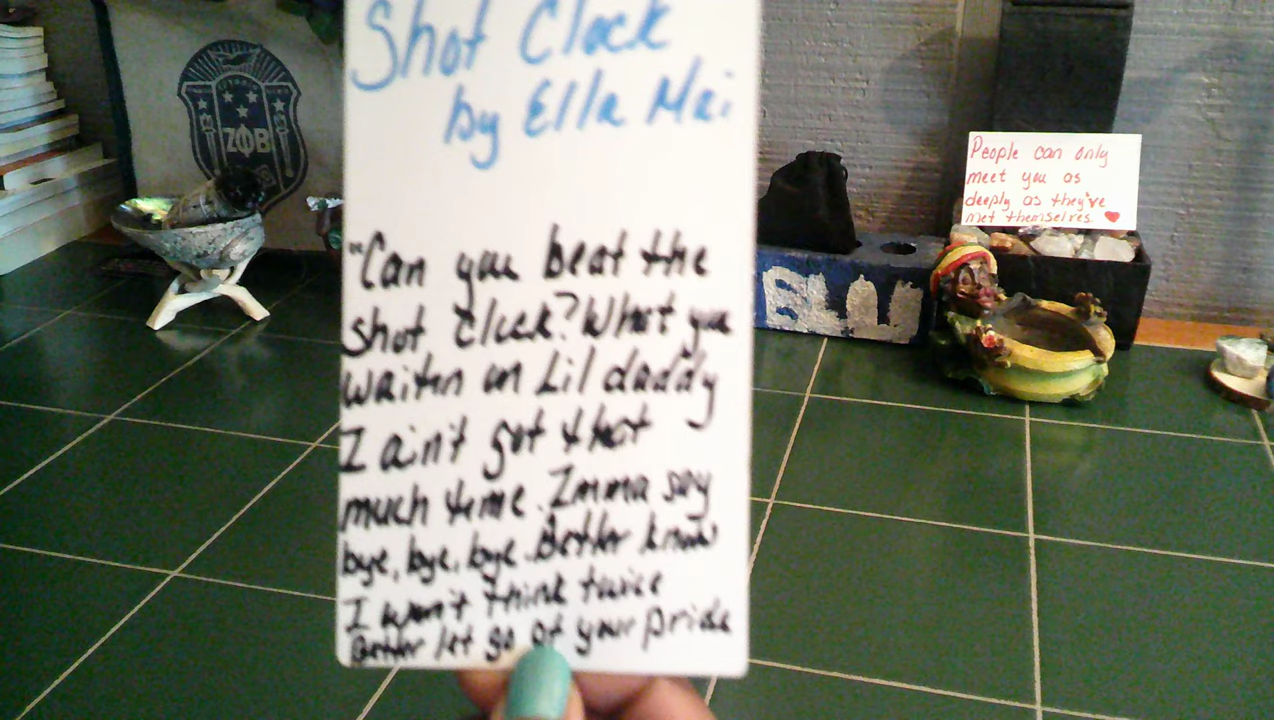 Shot Clock
by Ella Mai
"Can you beat the
shot clock? What you
waitin on Lil daddy
I ain't got that
much time. Imma say
bye, bye, bye. Better know
I won't think twice
Better let go of your pride
ΖΦΒ
BLU
People can only
meet you as
deeply as they've
met themselves.